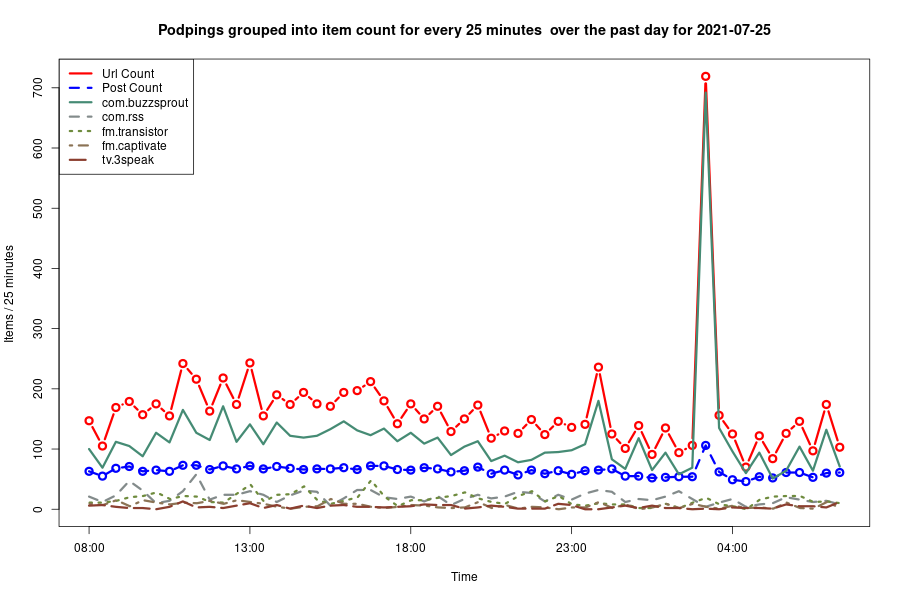 Podpings grouped into item count for every 25 minutes  over the past day for 2021-07-25
Url Count
Post Count
com.buzzsprout
com.rss
fm.transistor
fm.captivate
tv.3speak
Items / 25 minutes
700
600
500
400
300
200
100
0
08:00 13:00 18:00 23:00 04:00
Time